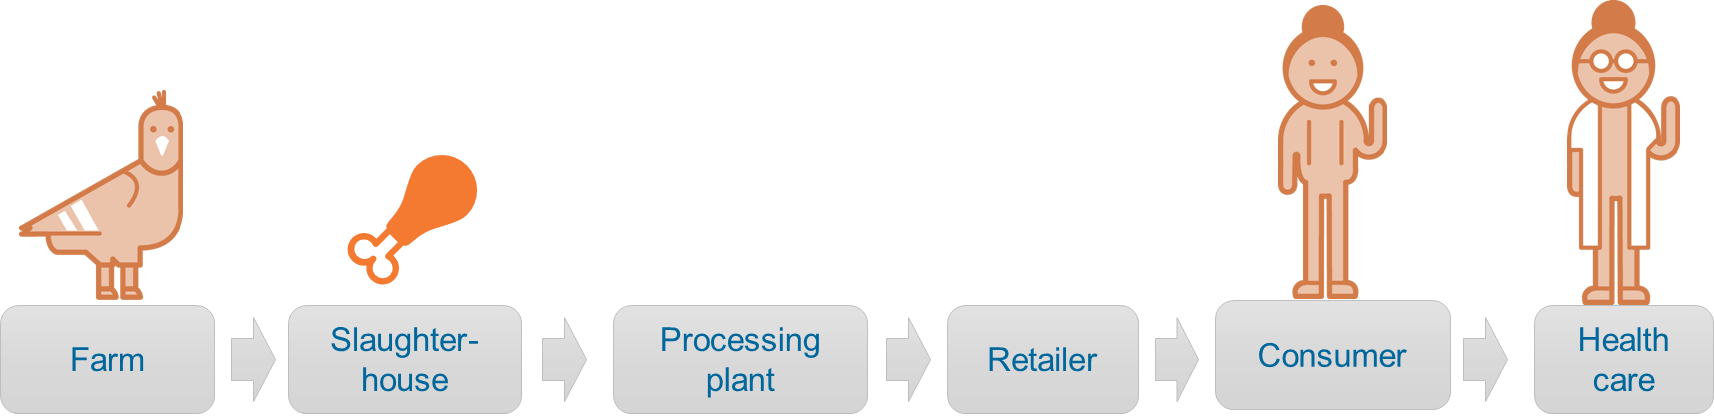 Farm
Slaughter-
house
Processing
plant
Retailer
Consumer
Health
care